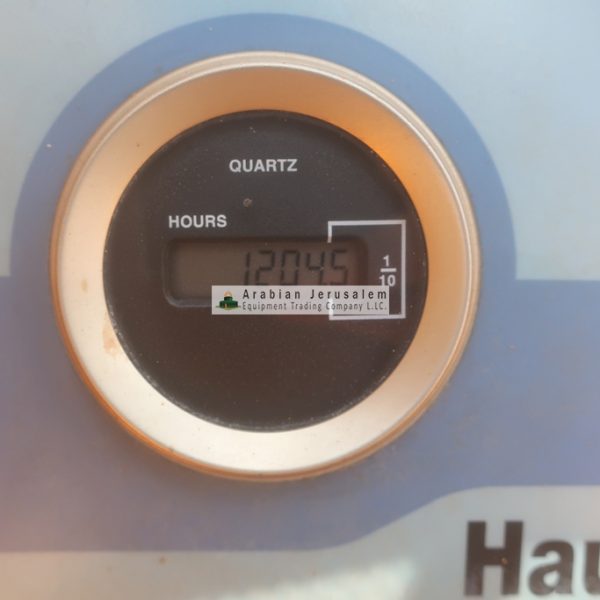 QUARTZ
HOURS
12045
1
10
Arabian Jerusalem
Equipment Trading Company L.L.C.
Hau